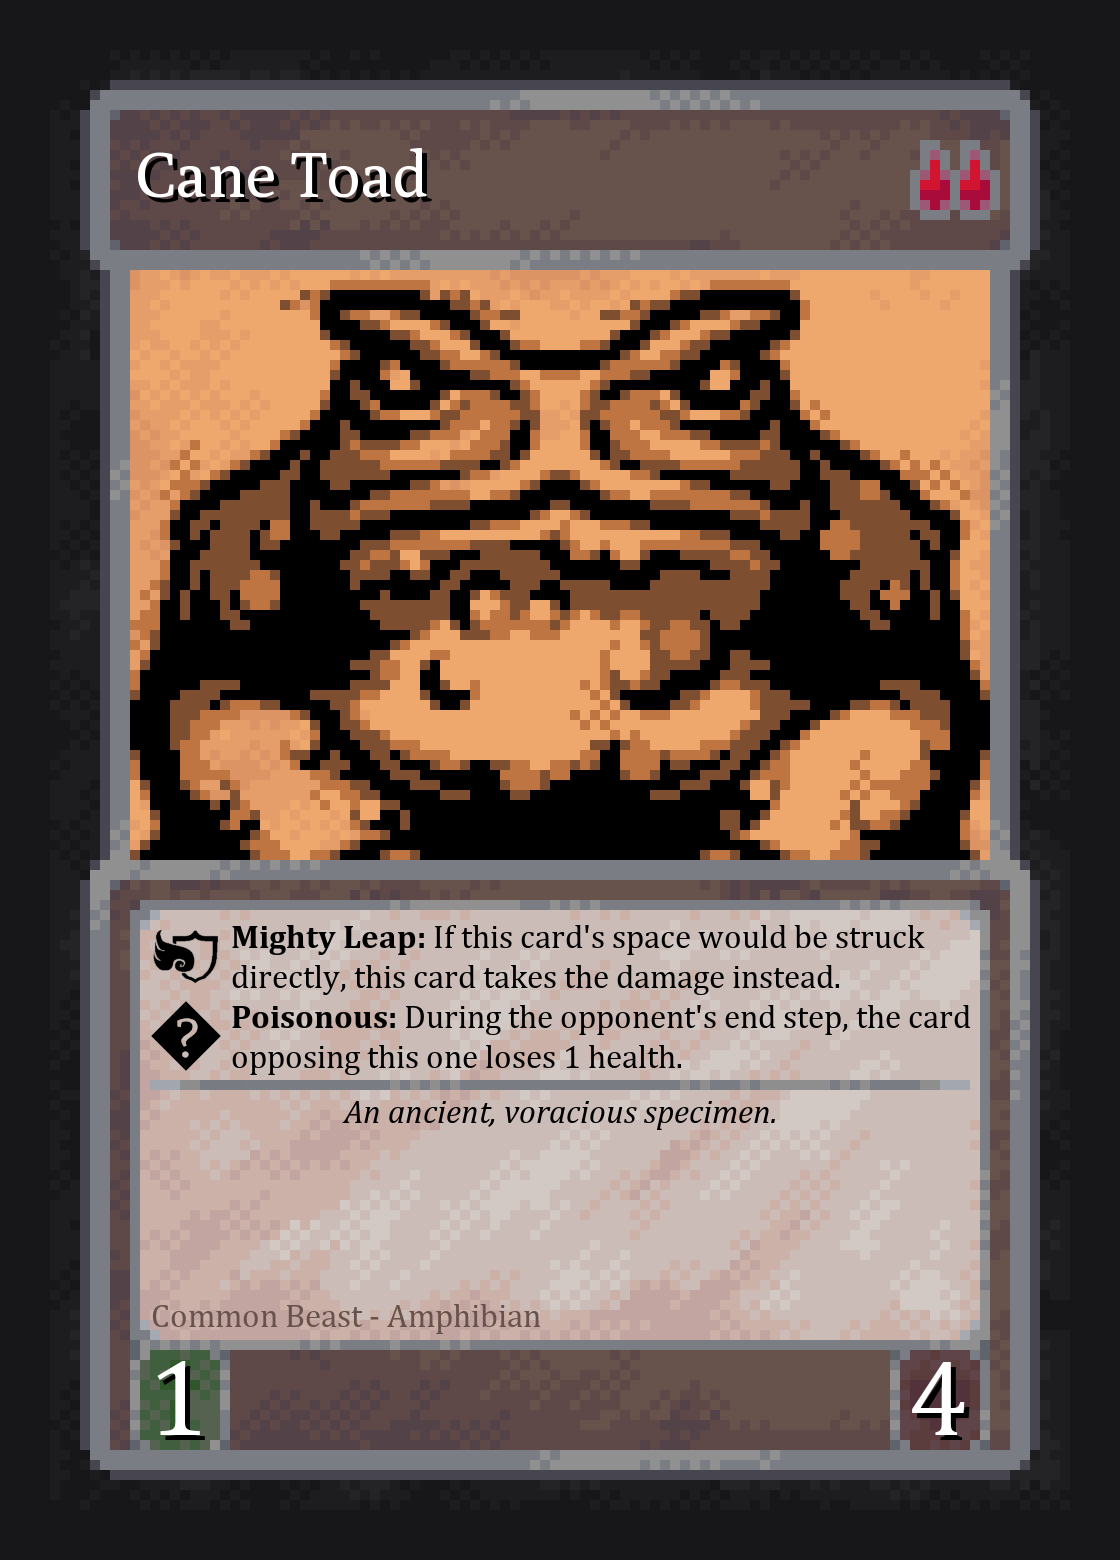 Cane Toad
Mighty Leap: If this card's space would be struck
directly, this card takes the damage instead.
?
Poisonous: During the opponent's end step, the card
opposing this one loses 1 health.
An ancient, voracious specimen.
Common Beast - Amphibian
1
4